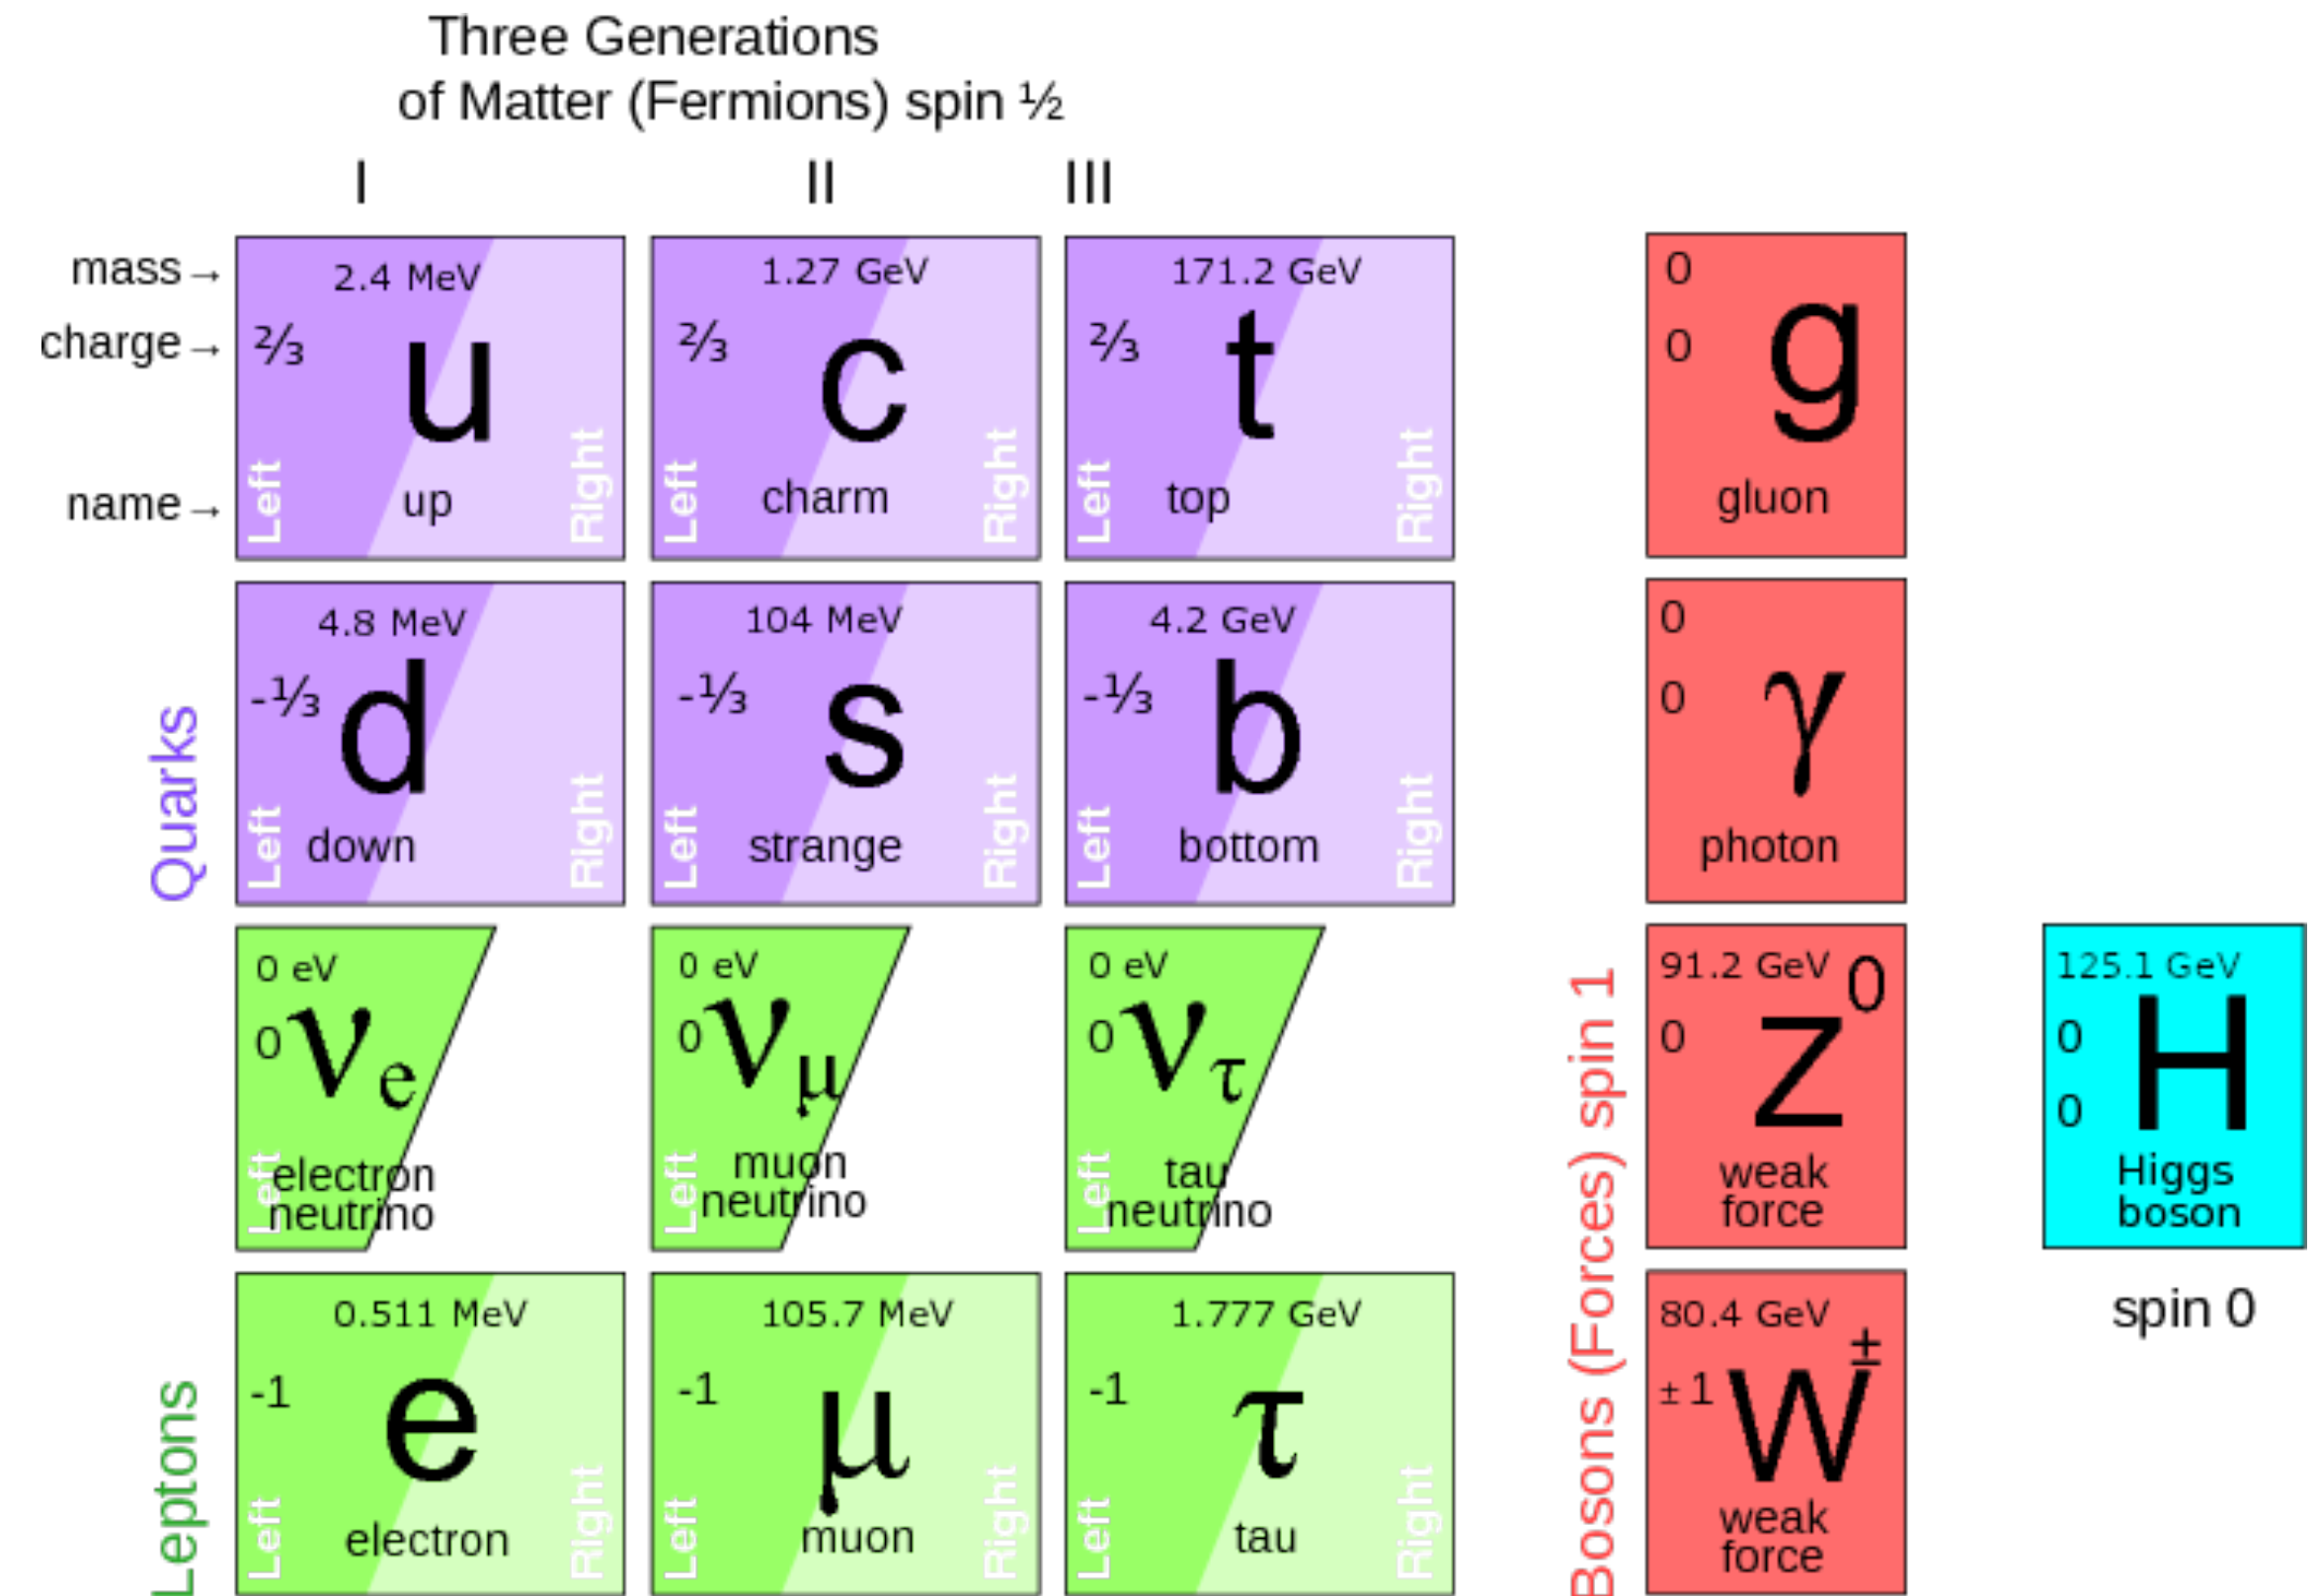 Three Generations
of Matter (Fermions) spin ½
I
II
III
mass→
charge→
name→
2.4 MeV
⅔
u
Left
up
Right
1.27 GeV
⅔
c
Left
charm
Right
171.2 GeV
⅔
t
Left
top
Right
0
0
g
gluon
Quarks
4.8 MeV
-⅓
d
Left
down
Right
104 MeV
-⅓
s
Left
strange
Right
4.2 GeV
-⅓
b
Left
bottom
Right
0
0
γ
photon
0 eV
0
νe
Left
electron
neutrino
0 eV
0
νμ
Left
muon
neutrino
0 eV
0
ντ
Left
tau
neutrino
Bosons (Forces) spin 1
91.2 GeV
0
Z0
weak
force
125.1 GeV
0
0
H
Higgs
boson
spin 0
Leptons
0.511 MeV
-1
e
Left
electron
Right
105.7 MeV
-1
μ
Left
muon
Right
1.777 GeV
-1
τ
Left
tau
Right
80.4 GeV
±1
W±
weak
force